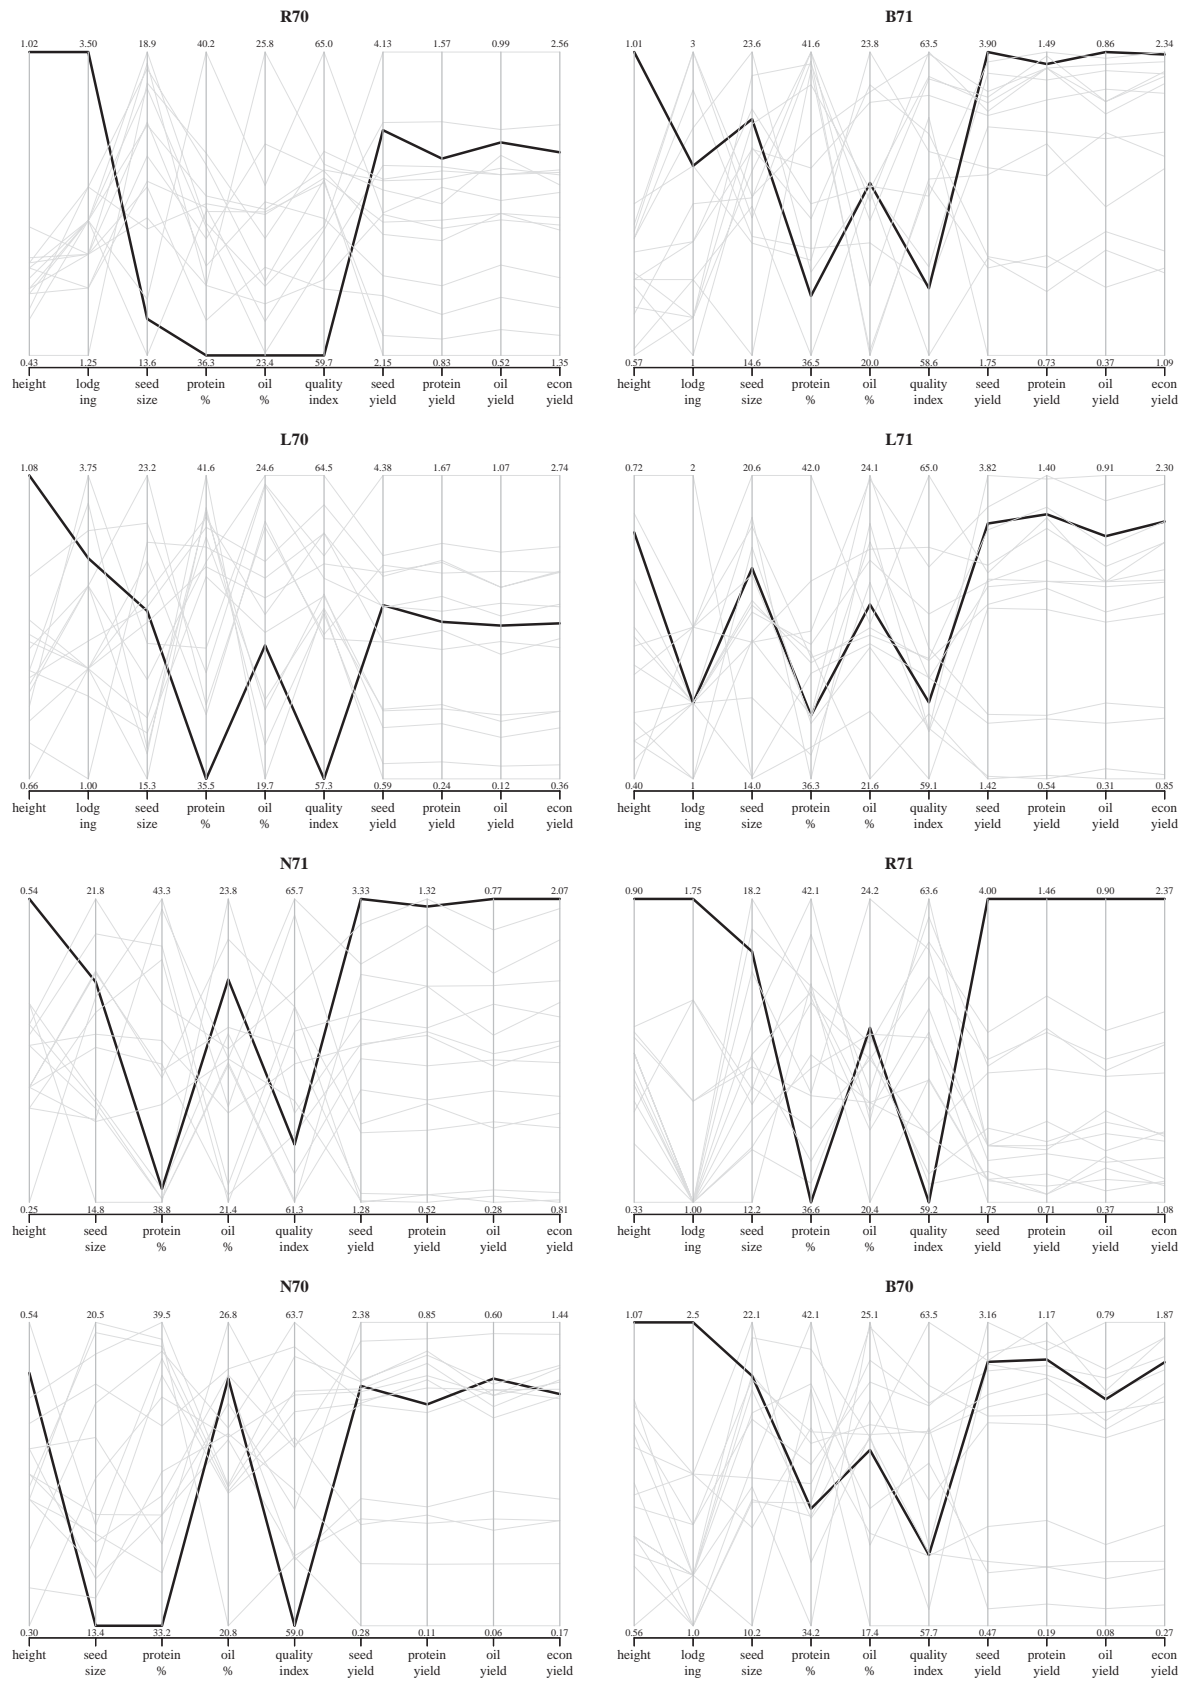 R70
1.02 3.50 18.9 40.2 25.8 65.0 4.13 1.57 0.99 2.56
0.43 1.25 13.6 36.3 23.4 59.7 2.15 0.83 0.52 1.35
height lodg seed protein oil quality seed protein oil econ
ing size % % index yield yield yield yield
B71
1.01 3 23.6 41.6 23.8 63.5 3.90 1.49 0.86 2.34
0.57 1 14.6 36.5 20.0 58.6 1.75 0.73 0.37 1.09
height lodg seed protein oil quality seed protein oil econ
ing size % % index yield yield yield yield
L70
1.08 3.75 23.2 41.6 24.6 64.5 4.38 1.67 1.07 2.74
0.66 1.00 15.3 35.5 19.7 57.3 0.59 0.24 0.12 0.36
height lodg seed protein oil quality seed protein oil econ
ing size % % index yield yield yield yield
L71
0.72 2 20.6 42.0 24.1 65.0 3.82 1.40 0.91 2.30
0.40 1 14.0 36.3 21.6 59.1 1.42 0.54 0.31 0.85
height lodg seed protein oil quality seed protein oil econ
ing size % % index yield yield yield yield
N71
0.54 21.8 43.3 23.8 65.7 3.33 1.32 0.77 2.07
0.25 14.8 38.8 21.4 61.3 1.28 0.52 0.28 0.81
height seed protein oil quality seed protein oil econ
size % % index yield yield yield yield
R71
0.90 1.75 18.2 42.1 24.2 63.6 4.00 1.46 0.90 2.37
0.33 1.00 12.2 36.6 20.4 59.2 1.75 0.71 0.37 1.08
height lodg seed protein oil quality seed protein oil econ
ing size % % index yield yield yield yield
N70
0.54 20.5 39.5 26.8 63.7 2.38 0.85 0.60 1.44
0.30 13.4 33.2 20.8 59.0 0.28 0.11 0.06 0.17
height seed protein oil quality seed protein oil econ
size % % index yield yield yield yield
B70
1.07 2.5 22.1 42.1 25.1 63.5 3.16 1.17 0.79 1.87
0.56 1.0 10.2 34.2 17.4 57.7 0.47 0.19 0.08 0.27
height lodg seed protein oil quality seed protein oil econ
ing size % % index yield yield yield yield